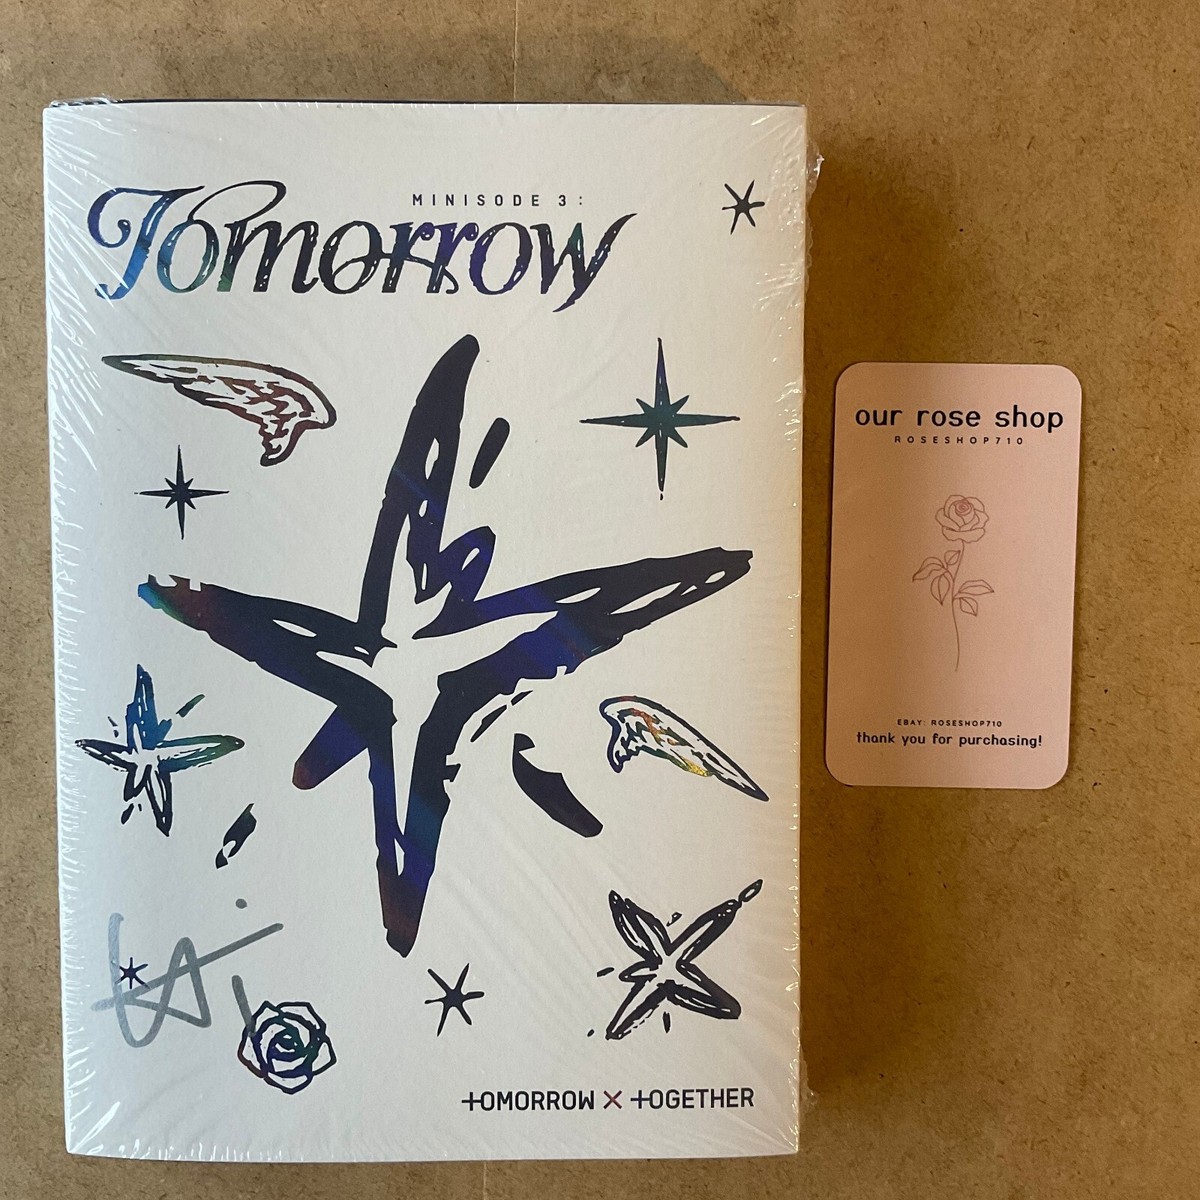 MINISODE 3:
Tomorrow
TOMORROW X TOGETHER
our rose shop
ROSESHOP710
EBAY: ROSESHOP710
thank you for purchasing!